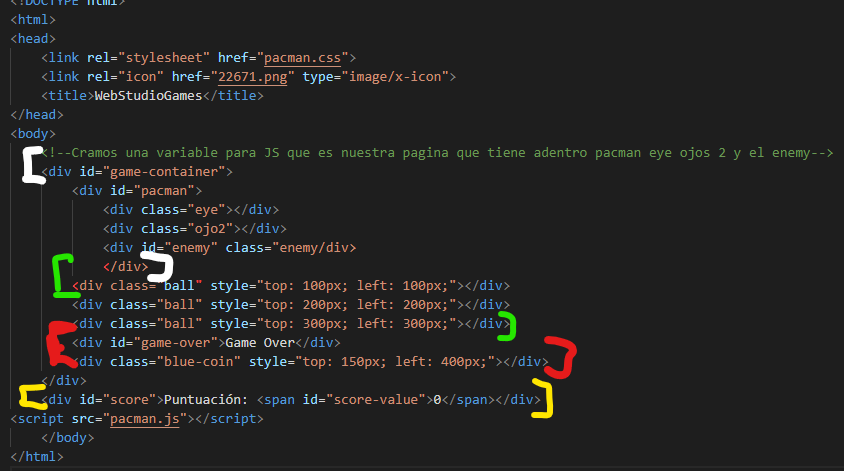 <!DOCTYPE html>
<html>
<head>
<link rel="stylesheet" href="pacman.css">
<link rel="icon" href="22671.png" type="image/x-icon">
<title>WebStudioGames</title>
</head>
<body>
<!--Cramos una variable para JS que es nuestra pagina que tiene adentro pacman eye ojos 2 y el enemy-->
<div id="game-container">
<div id="pacman">
<div class="eye"></div>
<div class="ojo2"></div>
<div id="enemy" class="enemy/div>
</div>
<div class="ball" style="top: 100px; left: 100px;"></div>
<div class="ball" style="top: 200px; left: 200px;"></div>
<div class="ball" style="top: 300px; left: 300px;"></div>
<div id="game-over">Game Over</div>
<div class="blue-coin" style="top: 150px; left: 400px;"></div>
</div>
<div id="score">Puntuación: <span id="score-value">0</span></div>
<script src="pacman.js"></script>
</body>
</html>